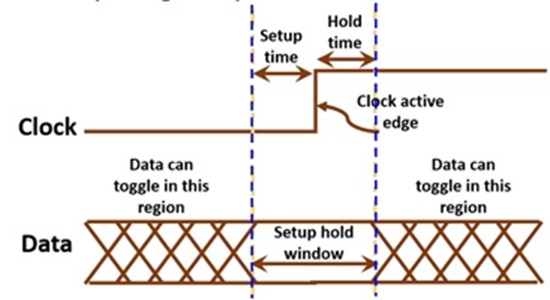 Setup
time
Hold
time
Clock active
edge
Clock
Data can
toggle in this
region
Data can
toggle in this
region
Data
Setup hold
window